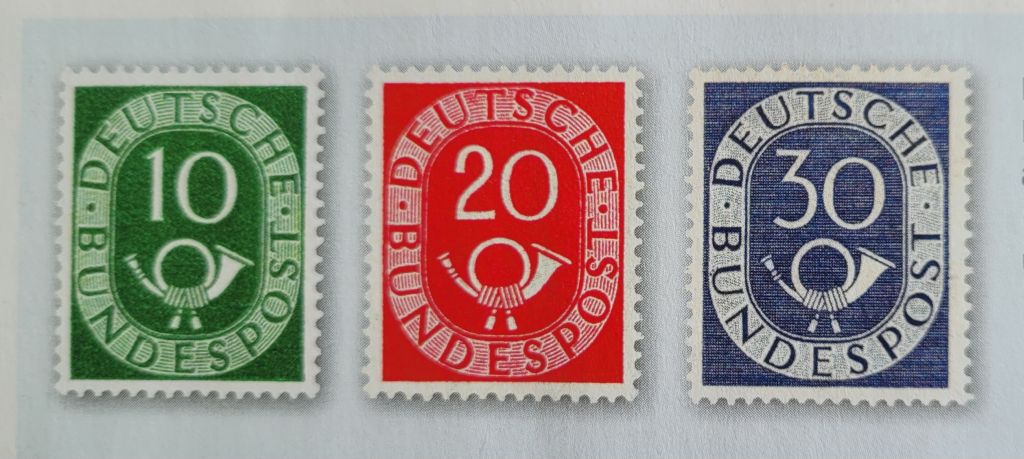 DEUTSCHE · BUNDESPOST ·
10
DEUTSCHE · BUNDESPOST ·
20
DEUTSCHE · BUNDESPOST ·
30